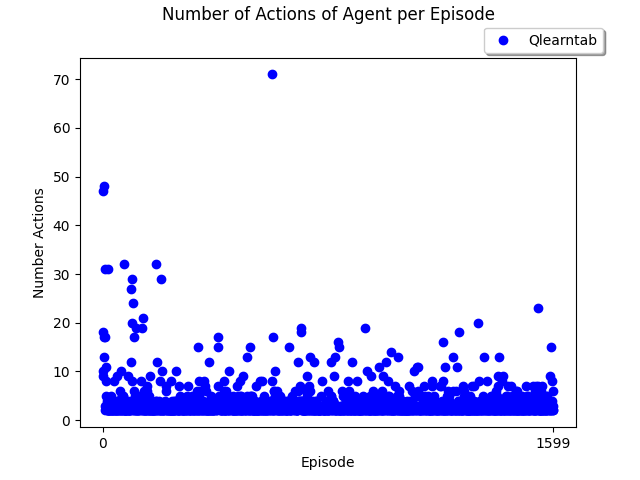 Number of Actions of Agent per Episode
Qlearntab
70
60
50
40
30
20
10
0
Number Actions
0 1599
Episode